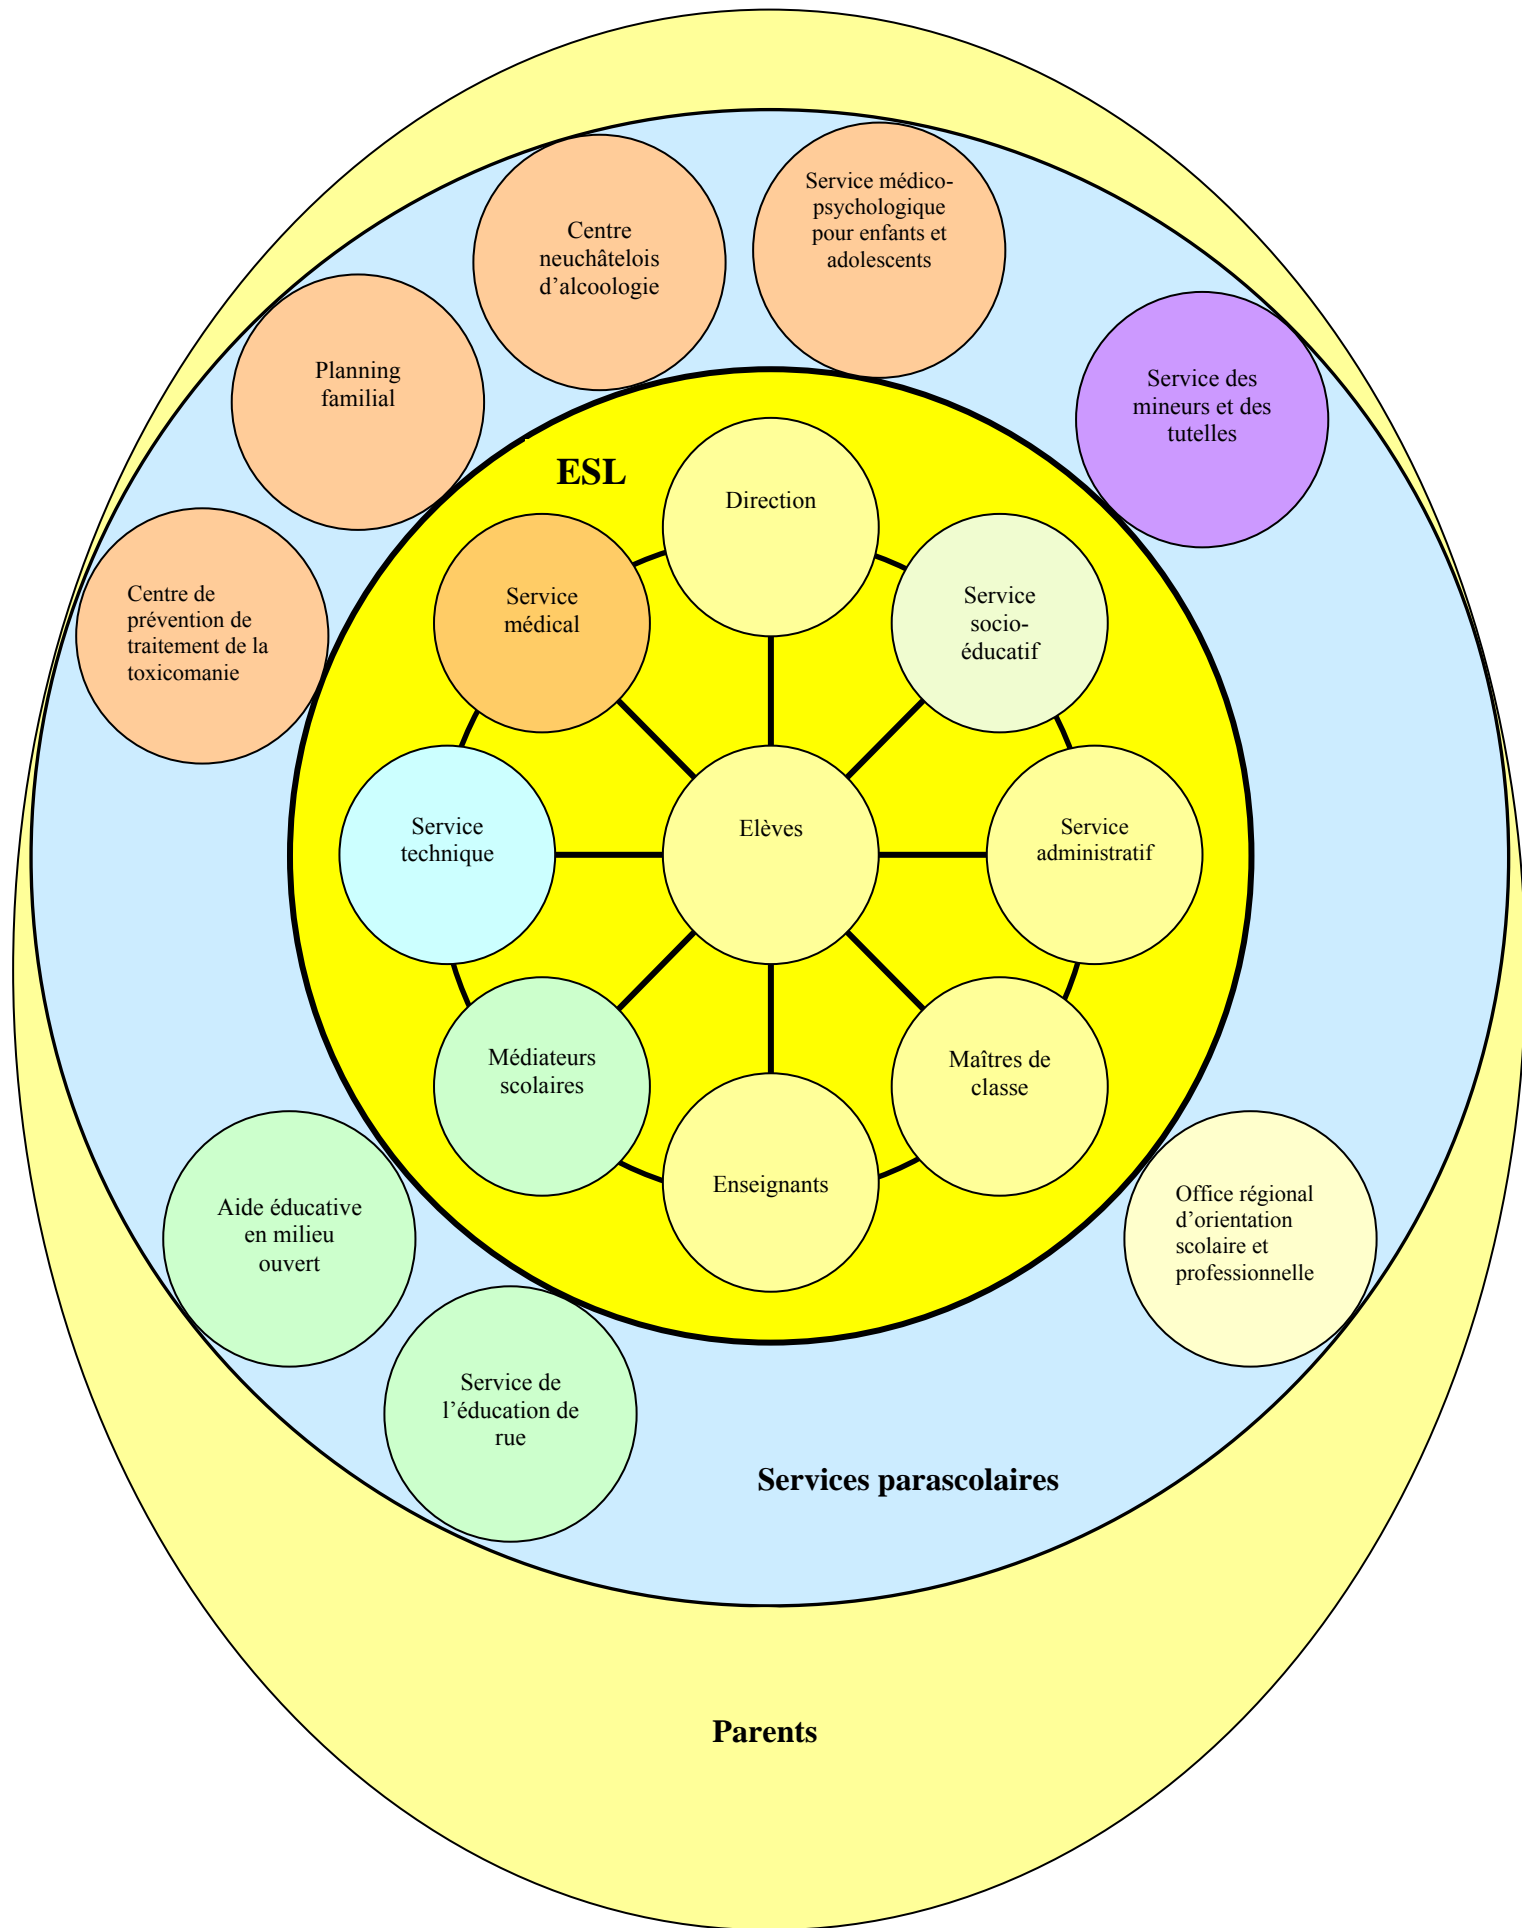 Service médico-
psychologique
pour enfants et
adolescents
Centre
neuchâtelois
d’alcoologie
Planning
familial
Service des
mineurs et des
tutelles
ESL
Direction
Centre de
prévention de
traitement de la
toxicomanie
Service
médical
Service
socio-
éducatif
Service
technique
Elèves
Service
administratif
Médiateurs
scolaires
Maîtres de
classe
Enseignants
Aide éducative
en milieu
ouvert
Office régional
d’orientation
scolaire et
professionnelle
Service de
l’éducation de
rue
Services parascolaires
Parents